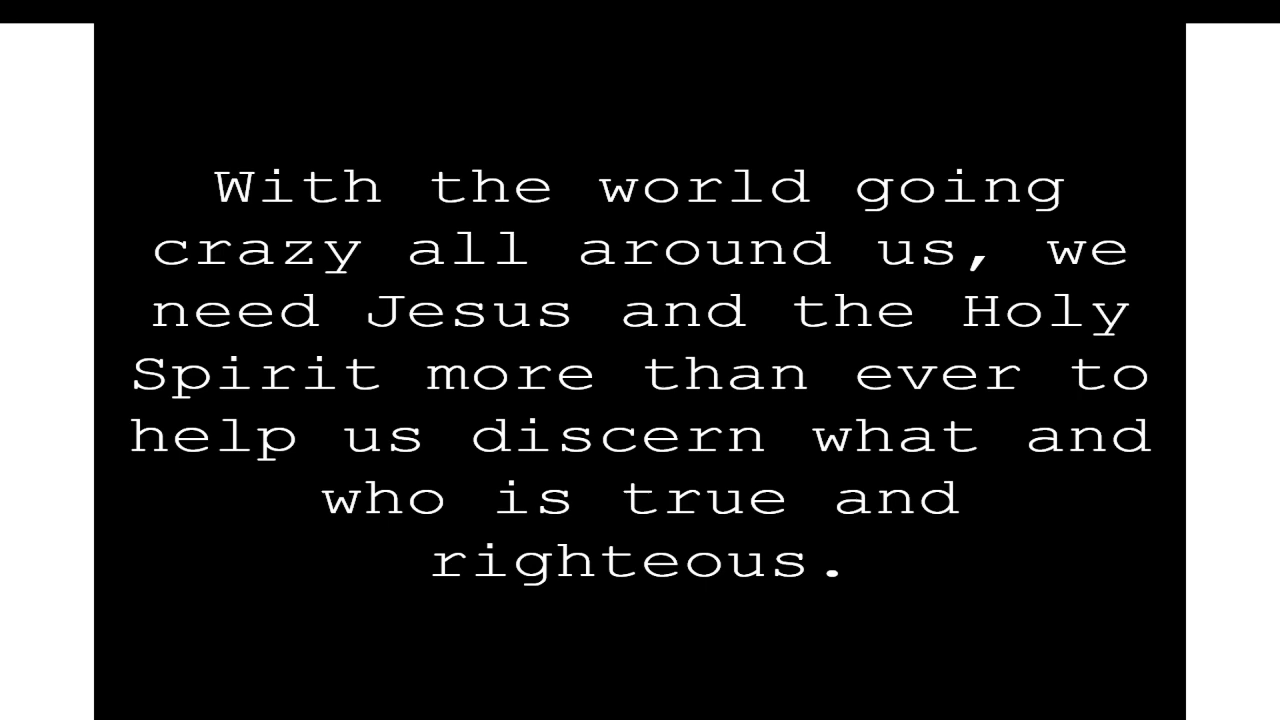 With the world going
crazy all around us, we
need Jesus and the Holy
Spirit more than ever to
help us discern what and
who is true and
righteous.